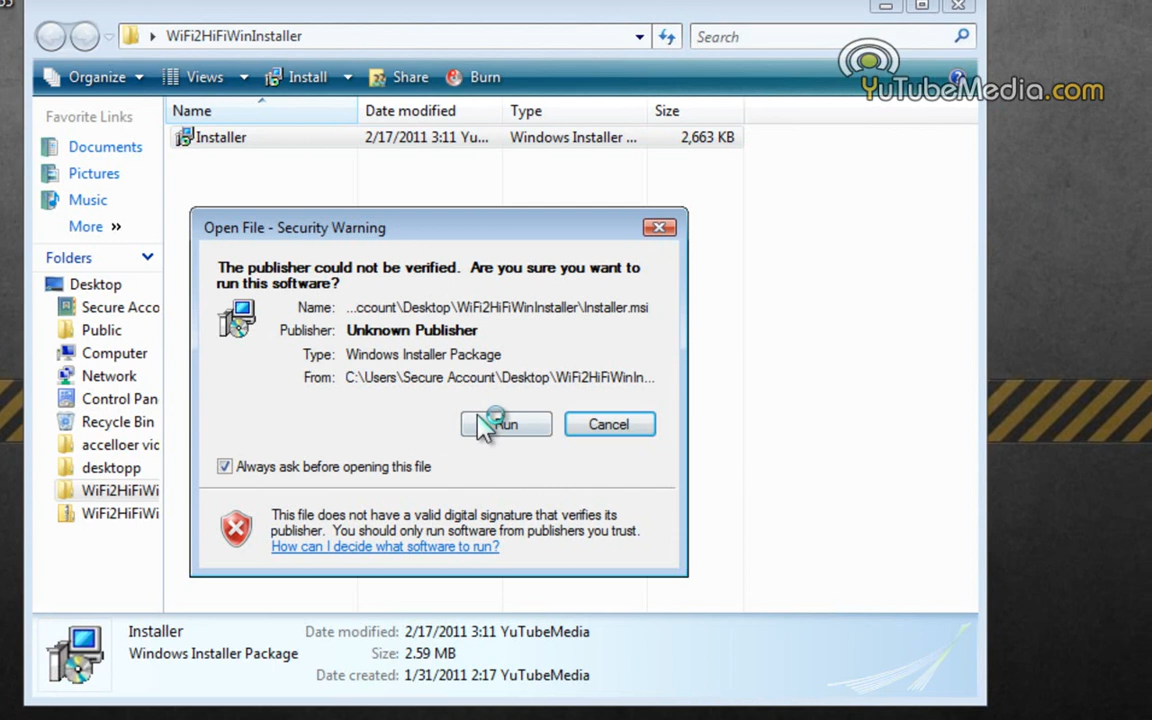 WiFi2HiFiWinInstaller
Search
Organize
Views
Install
Share
Burn
YuTubeMedia.com
Favorite Links
Documents
Pictures
Music
More »
Folders
Desktop
Secure Acco
Public
Computer
Network
Control Pan
Recycle Bin
accelloer vic
desktopp
WiFi2HiFiWi
WiFi2HiFiWi
Name
Date modified
Type
Size
Installer
2/17/2011 3:11 Yu...
Windows Installer ...
2,663 KB
Open File - Security Warning
The publisher could not be verified. Are you sure you want to
run this software?
Name: ...ccount\Desktop\WiFi2HiFiWinInstaller\Installer.msi
Publisher: Unknown Publisher
Type: Windows Installer Package
From: C:\Users\Secure Account\Desktop\WiFi2HiFiWinIn...
Run
Cancel
Always ask before opening this file
This file does not have a valid digital signature that verifies its
publisher. You should only run software from publishers you trust.
How can I decide what software to run?
Installer
Windows Installer Package
Date modified: 2/17/2011 3:11 YuTubeMedia
Size: 2.59 MB
Date created: 1/31/2011 2:17 YuTubeMedia